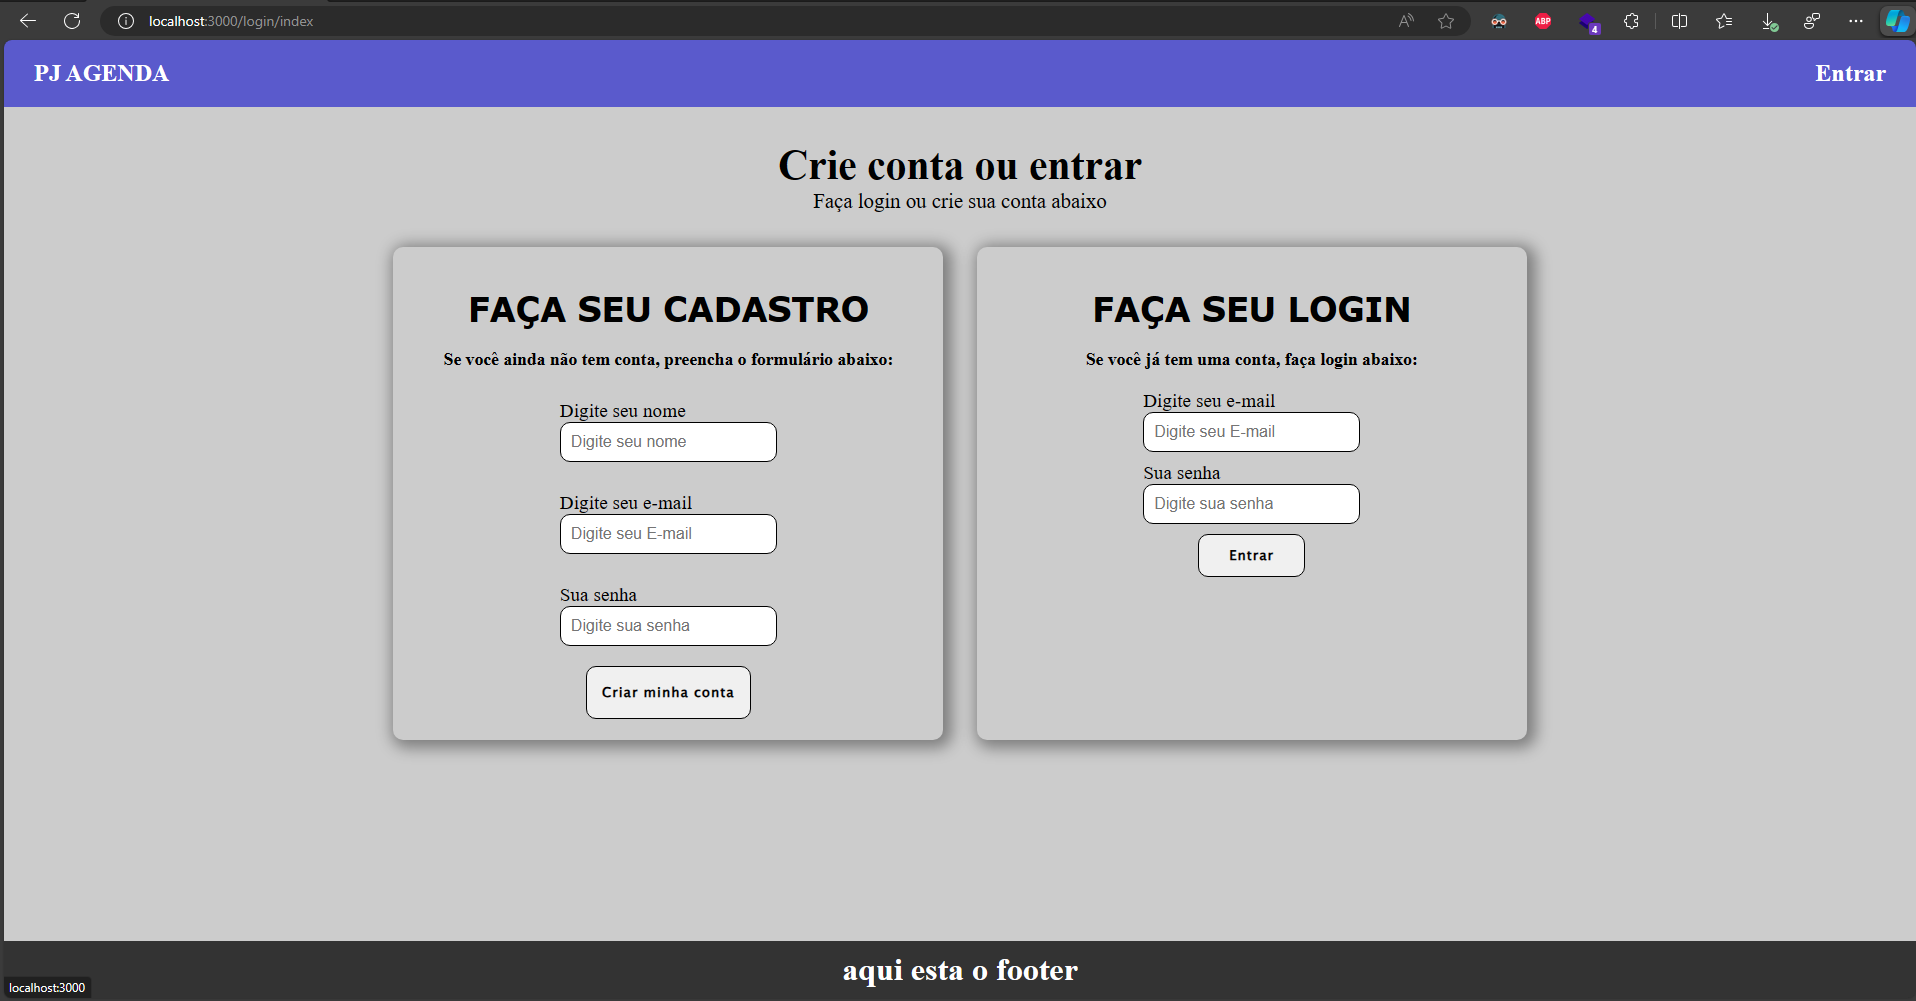 localhost:3000/login/index
ABP
4
PJ AGENDA
Entrar
Crie conta ou entrar
Faça login ou crie sua conta abaixo
FAÇA SEU CADASTRO
Se você ainda não tem conta, preencha o formulário abaixo:
Digite seu nome
Digite seu nome
Digite seu e-mail
Digite seu E-mail
Sua senha
Digite sua senha
Criar minha conta
FAÇA SEU LOGIN
Se você já tem uma conta, faça login abaixo:
Digite seu e-mail
Digite seu E-mail
Sua senha
Digite sua senha
Entrar
aqui esta o footer
localhost:3000